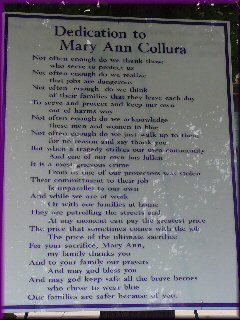 Dedication to
Mary Ann Collura
Not often enough do we thank those
who serve to protect us
Not often enough do we realize
that jobs are dangerous
Not often enough do we think
of their families that they leave each day
To serve and protect and keep our own
out of harms way
Not often enough do we acknowledge
these men and women in blue
Not often enough do we just walk up to them
for no reason and say thank you
But when a tragedy strikes our own community
And one of our own has fallen
It is a most grievous crime
From us one of our protectors was stolen
Their commitment to their job
Is unparallel to our own
And while we are at work
Or with our families at home
They are patrolling the streets and
At any moment can pay the greatest price
The price that sometimes comes with the job
The price of the ultimate sacrifice
For your sacrifice, Mary Ann,
my family thanks you
And to your family our prayers
And may god bless you
And may god keep safe all the brave heroes
who chose to wear blue
Our families are safer because of you.